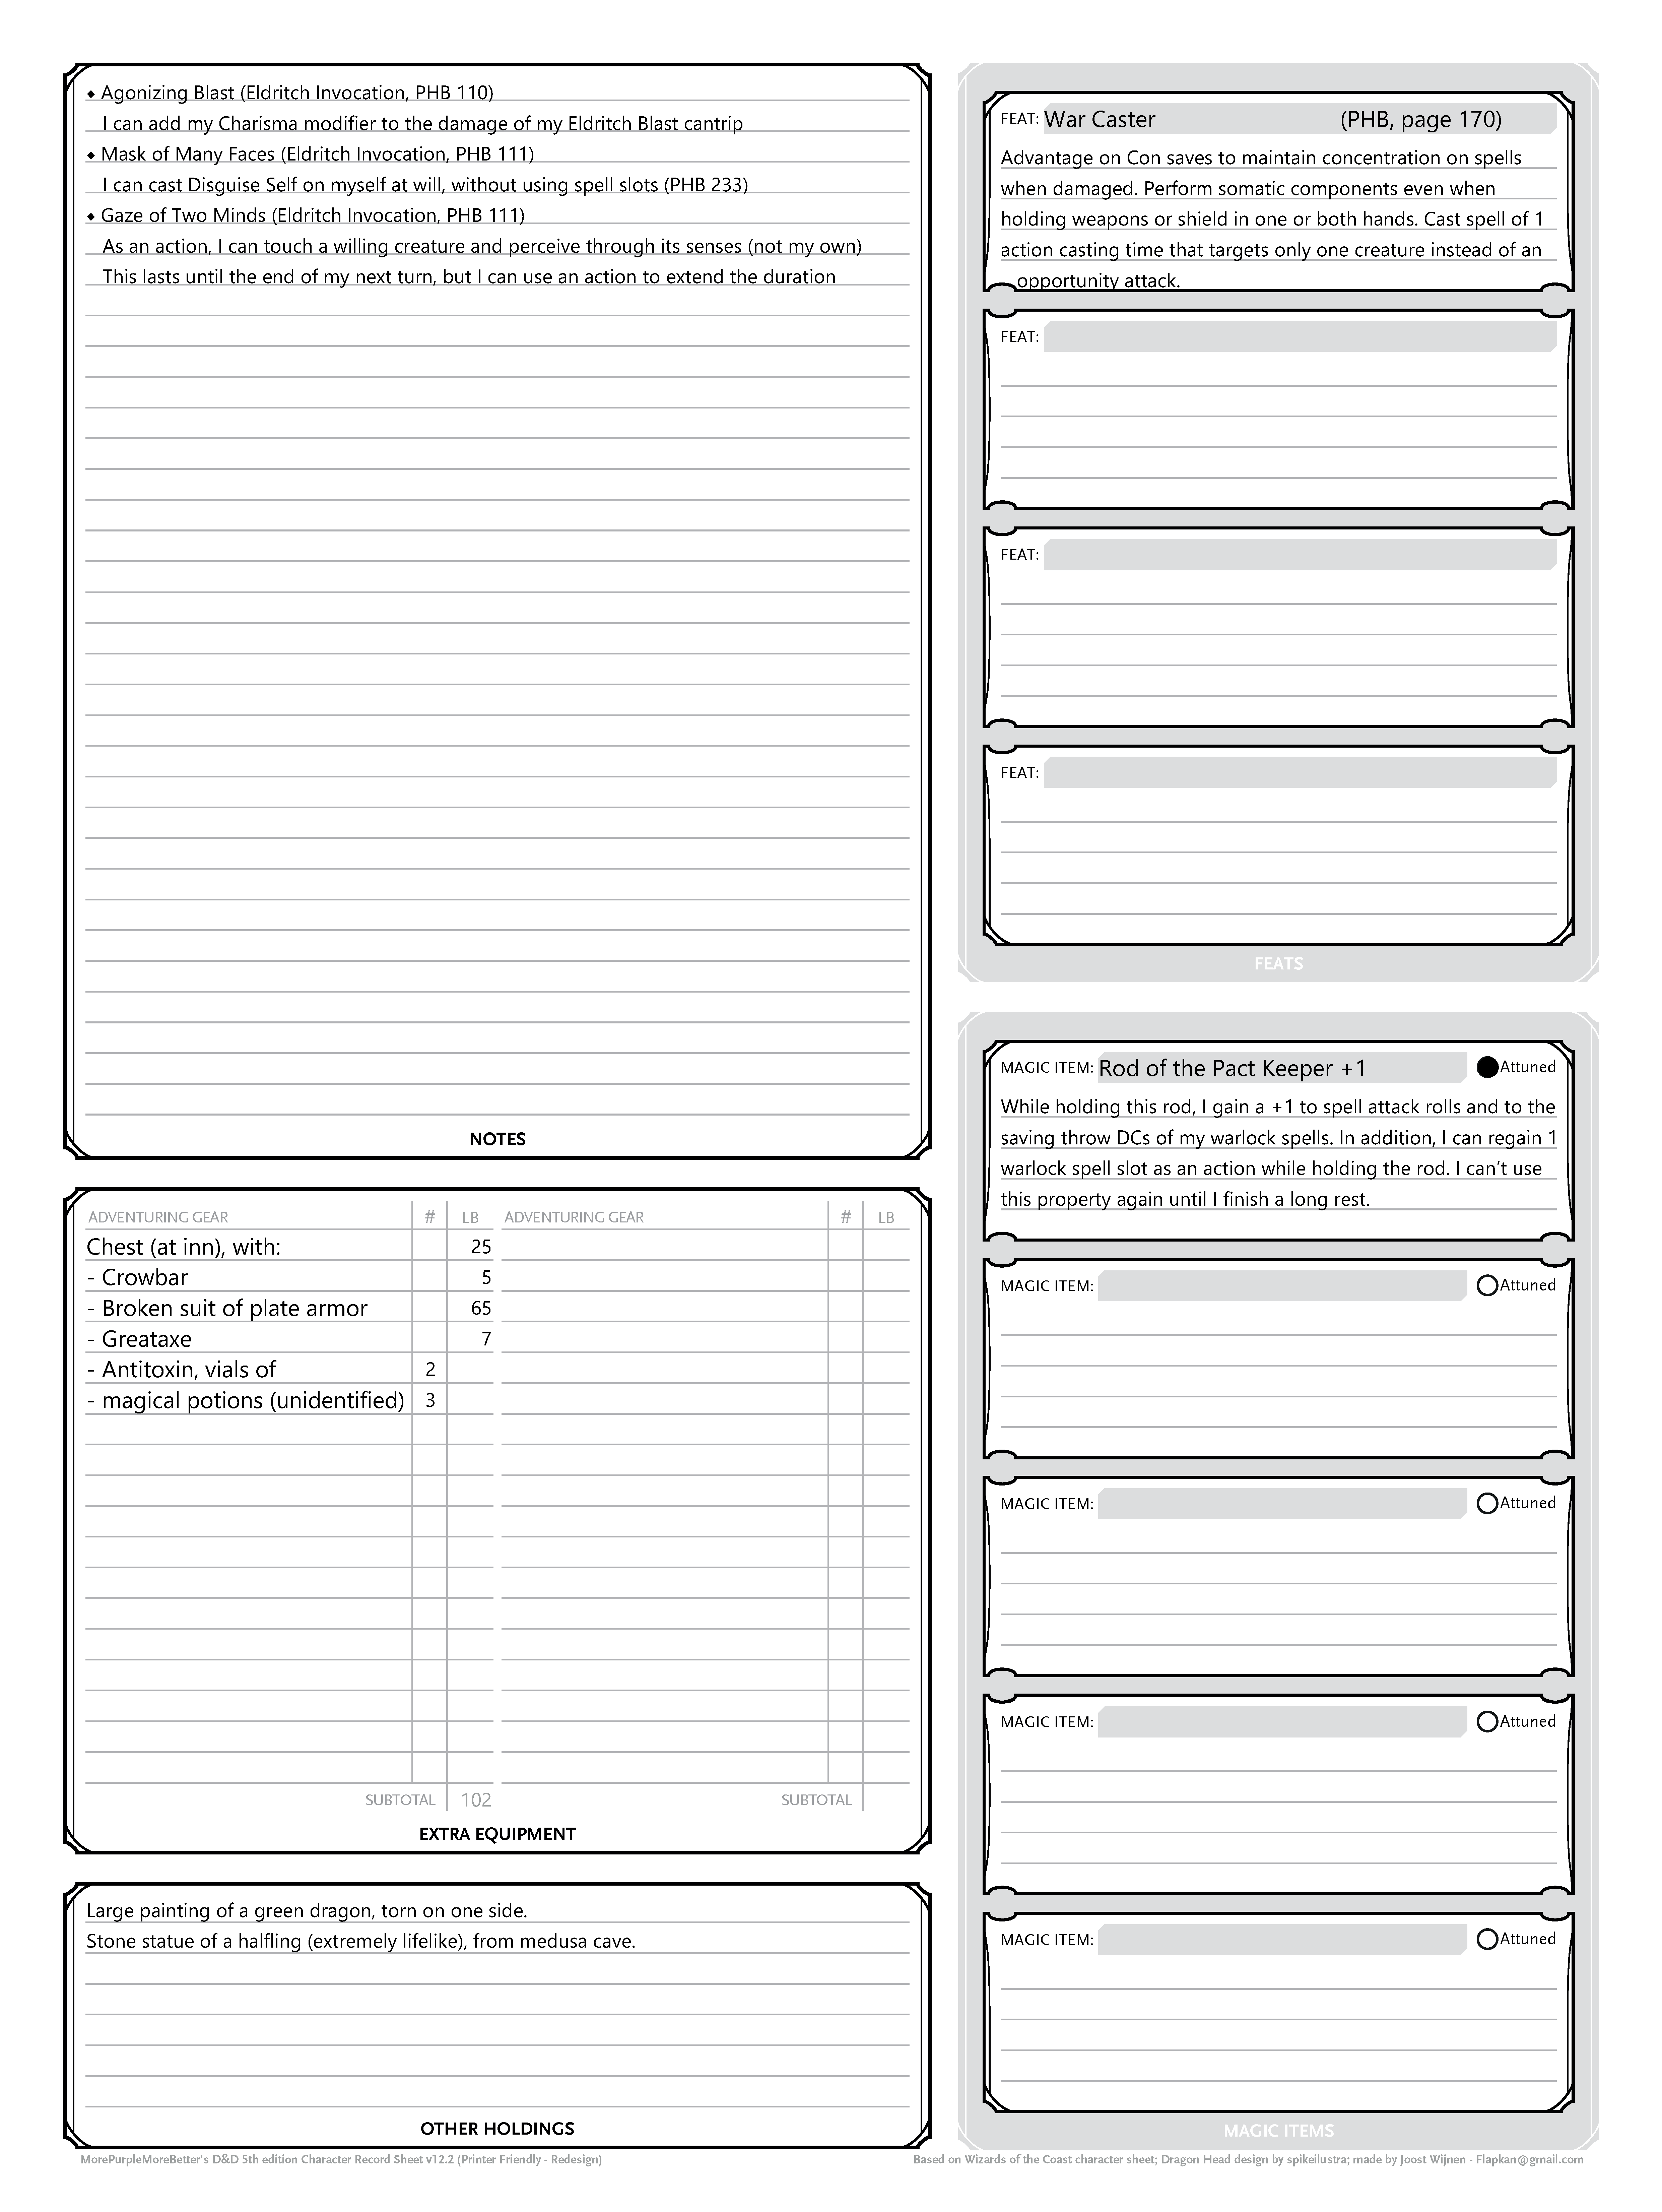 ◆ Agonizing Blast (Eldritch Invocation, PHB 110)
I can add my Charisma modifier to the damage of my Eldritch Blast cantrip
◆ Mask of Many Faces (Eldritch Invocation, PHB 111)
I can cast Disguise Self on myself at will, without using spell slots (PHB 233)
◆ Gaze of Two Minds (Eldritch Invocation, PHB 111)
As an action, I can touch a willing creature and perceive through its senses (not my own)
This lasts until the end of my next turn, but I can use an action to extend the duration
NOTES
ADVENTURING GEAR # LB ADVENTURING GEAR # LB
Chest (at inn), with: 25
- Crowbar 5
- Broken suit of plate armor 65
- Greataxe 7
- Antitoxin, vials of 2
- magical potions (unidentified) 3
SUBTOTAL 102 SUBTOTAL
EXTRA EQUIPMENT
Large painting of a green dragon, torn on one side.
Stone statue of a halfling (extremely lifelike), from medusa cave.
OTHER HOLDINGS
FEAT: War Caster (PHB, page 170)
Advantage on Con saves to maintain concentration on spells
when damaged. Perform somatic components even when
holding weapons or shield in one or both hands. Cast spell of 1
action casting time that targets only one creature instead of an
opportunity attack.
FEAT:
FEAT:
FEAT:
FEATS
MAGIC ITEM: Rod of the Pact Keeper +1 Attuned
While holding this rod, I gain a +1 to spell attack rolls and to the
saving throw DCs of my warlock spells. In addition, I can regain 1
warlock spell slot as an action while holding the rod. I can't use
this property again until I finish a long rest.
MAGIC ITEM: Attuned
MAGIC ITEM: Attuned
MAGIC ITEM: Attuned
MAGIC ITEM: Attuned
MAGIC ITEMS
MorePurpleMoreBetter's D&D 5th edition Character Record Sheet v12.2 (Printer Friendly - Redesign)
Based on Wizards of the Coast character sheet; Dragon Head design by spikeilustra; made by Joost Wijnen - Flapkan@gmail.com